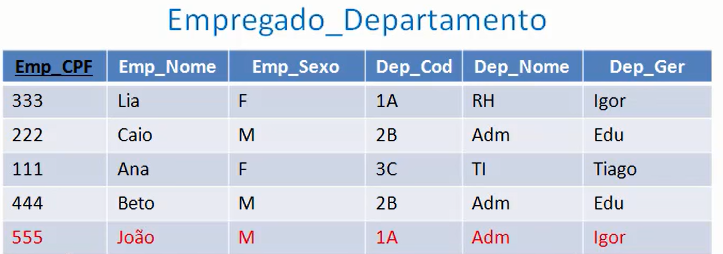 Empregado_Departamento
Emp_CPF Emp_Nome Emp_Sexo Dep_Cod Dep_Nome Dep_Ger
333 Lia F 1A RH Igor
222 Caio M 2B Adm Edu
111 Ana F 3C TI Tiago
444 Beto M 2B Adm Edu
555 João M 1A Adm Igor